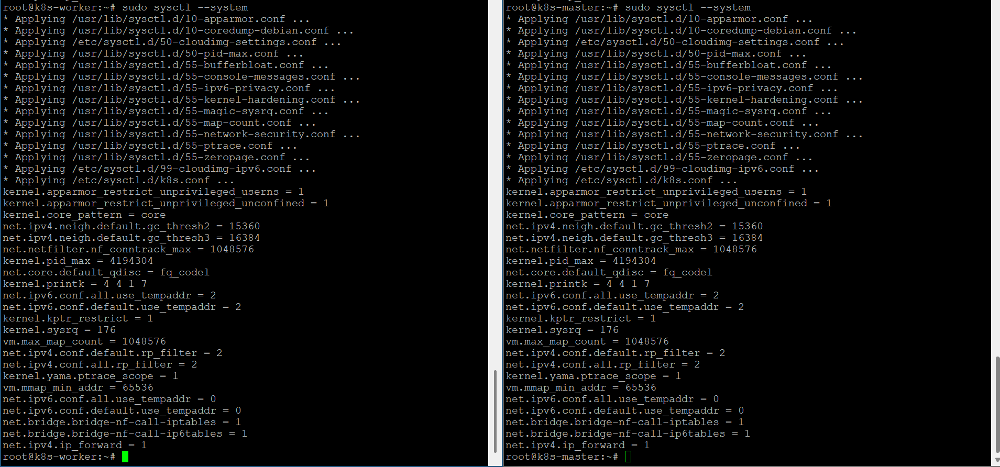 root@k8s-worker:~# sudo sysctl --system
* Applying /usr/lib/sysctl.d/10-apparmor.conf ...
* Applying /usr/lib/sysctl.d/10-coredump-debian.conf ...
* Applying /etc/sysctl.d/50-cloudimg-settings.conf ...
* Applying /usr/lib/sysctl.d/50-pid-max.conf ...
* Applying /usr/lib/sysctl.d/55-bufferbloat.conf ...
* Applying /usr/lib/sysctl.d/55-console-messages.conf ...
* Applying /usr/lib/sysctl.d/55-ipv6-privacy.conf ...
* Applying /usr/lib/sysctl.d/55-kernel-hardening.conf ...
* Applying /usr/lib/sysctl.d/55-magic-sysrq.conf ...
* Applying /usr/lib/sysctl.d/55-map-count.conf ...
* Applying /usr/lib/sysctl.d/55-network-security.conf ...
* Applying /usr/lib/sysctl.d/55-ptrace.conf ...
* Applying /usr/lib/sysctl.d/55-zeropage.conf ...
* Applying /etc/sysctl.d/99-cloudimg-ipv6.conf ...
* Applying /etc/sysctl.d/k8s.conf ...
kernel.apparmor_restrict_unprivileged_userns = 1
kernel.apparmor_restrict_unprivileged_unconfined = 1
kernel.core_pattern = core
net.ipv4.neigh.default.gc_thresh2 = 15360
net.ipv4.neigh.default.gc_thresh3 = 16384
net.netfilter.nf_conntrack_max = 1048576
kernel.pid_max = 4194304
net.core.default_qdisc = fq_codel
kernel.printk = 4 4 1 7
net.ipv6.conf.all.use_tempaddr = 2
net.ipv6.conf.default.use_tempaddr = 2
kernel.kptr_restrict = 1
kernel.sysrq = 176
vm.max_map_count = 1048576
net.ipv4.conf.default.rp_filter = 2
net.ipv4.conf.all.rp_filter = 2
kernel.yama.ptrace_scope = 1
vm.mmap_min_addr = 65536
net.ipv6.conf.all.use_tempaddr = 0
net.ipv6.conf.default.use_tempaddr = 0
net.bridge.bridge-nf-call-iptables = 1
net.bridge.bridge-nf-call-ip6tables = 1
net.ipv4.ip_forward = 1
root@k8s-worker:~#
root@k8s-master:~# sudo sysctl --system
* Applying /usr/lib/sysctl.d/10-apparmor.conf ...
* Applying /usr/lib/sysctl.d/10-coredump-debian.conf ...
* Applying /etc/sysctl.d/50-cloudimg-settings.conf ...
* Applying /usr/lib/sysctl.d/50-pid-max.conf ...
* Applying /usr/lib/sysctl.d/55-bufferbloat.conf ...
* Applying /usr/lib/sysctl.d/55-console-messages.conf ...
* Applying /usr/lib/sysctl.d/55-ipv6-privacy.conf ...
* Applying /usr/lib/sysctl.d/55-kernel-hardening.conf ...
* Applying /usr/lib/sysctl.d/55-magic-sysrq.conf ...
* Applying /usr/lib/sysctl.d/55-map-count.conf ...
* Applying /usr/lib/sysctl.d/55-network-security.conf ...
* Applying /usr/lib/sysctl.d/55-ptrace.conf ...
* Applying /usr/lib/sysctl.d/55-zeropage.conf ...
* Applying /etc/sysctl.d/99-cloudimg-ipv6.conf ...
* Applying /etc/sysctl.d/k8s.conf ...
kernel.apparmor_restrict_unprivileged_userns = 1
kernel.apparmor_restrict_unprivileged_unconfined = 1
kernel.core_pattern = core
net.ipv4.neigh.default.gc_thresh2 = 15360
net.ipv4.neigh.default.gc_thresh3 = 16384
net.netfilter.nf_conntrack_max = 1048576
kernel.pid_max = 4194304
net.core.default_qdisc = fq_codel
kernel.printk = 4 4 1 7
net.ipv6.conf.all.use_tempaddr = 2
net.ipv6.conf.default.use_tempaddr = 2
kernel.kptr_restrict = 1
kernel.sysrq = 176
vm.max_map_count = 1048576
net.ipv4.conf.default.rp_filter = 2
net.ipv4.conf.all.rp_filter = 2
kernel.yama.ptrace_scope = 1
vm.mmap_min_addr = 65536
net.ipv6.conf.all.use_tempaddr = 0
net.ipv6.conf.default.use_tempaddr = 0
net.bridge.bridge-nf-call-iptables = 1
net.bridge.bridge-nf-call-ip6tables = 1
net.ipv4.ip_forward = 1
root@k8s-master:~#